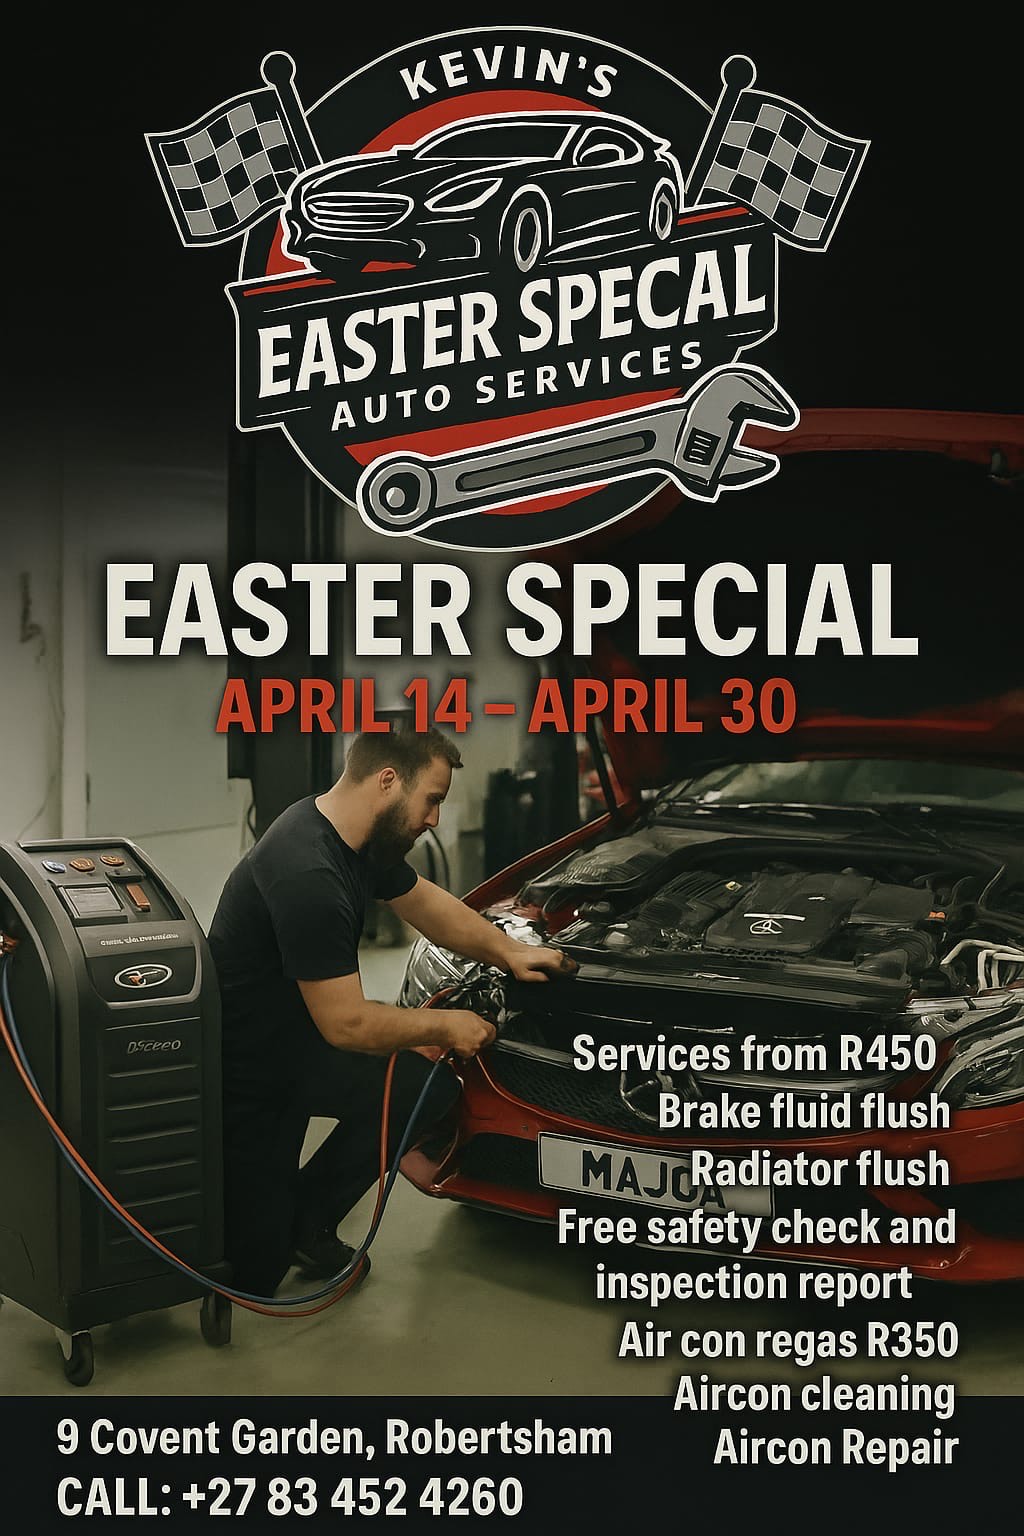 KEVIN'S
EASTER SPECAL
AUTO SERVICES
EASTER SPECIAL
APRIL 14 – APRIL 30
Services from R450
Brake fluid flush
Radiator flush
Free safety check and
inspection report
Air con regas R350
Aircon cleaning
Aircon Repair
9 Covent Garden, Robertsham
CALL: +27 83 452 4260